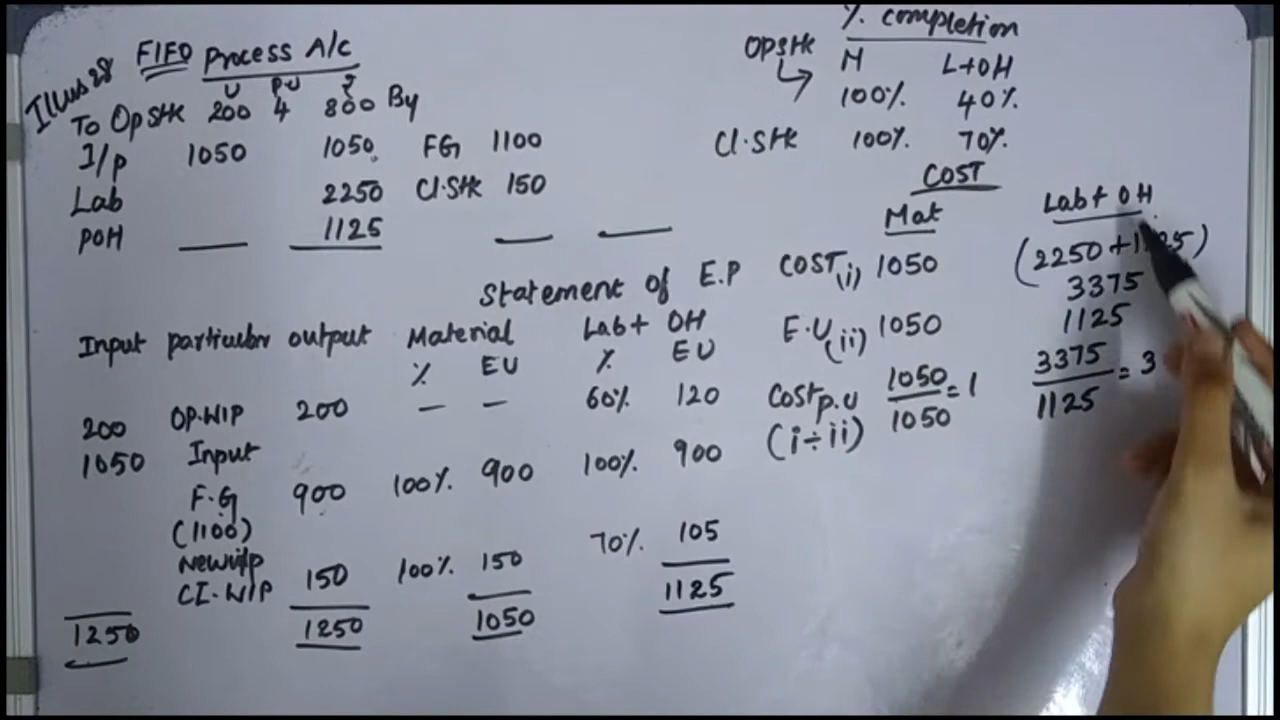 Illus 28 FIFO Process A/c
U P.U ₹
To Op Stk 200 4 800 By
I/p 1050 1050 FG 1100
Lab 2250 Cl.Stk 150
POH 1125
% completion
OP Stk M L+OH
100% 40%
Cl.Stk 100% 70%
COST
Mat Lab+ OH
COST(i) 1050 (2250+1125)
3375
E.U(ii) 1050 1125
Cost p.u 1050/1050 = 1 3375/1125 = 3
(i÷ii)
Statement of E.P
Input particular output Material Lab+ OH
% EU % EU
200 OP.WIP 200 — — 60% 120
1050 Input
F.G 900 100% 900 100% 900
(1100)
New i/p
CI-WIP 150 100% 150 70% 105
1250 1250 1050 1125